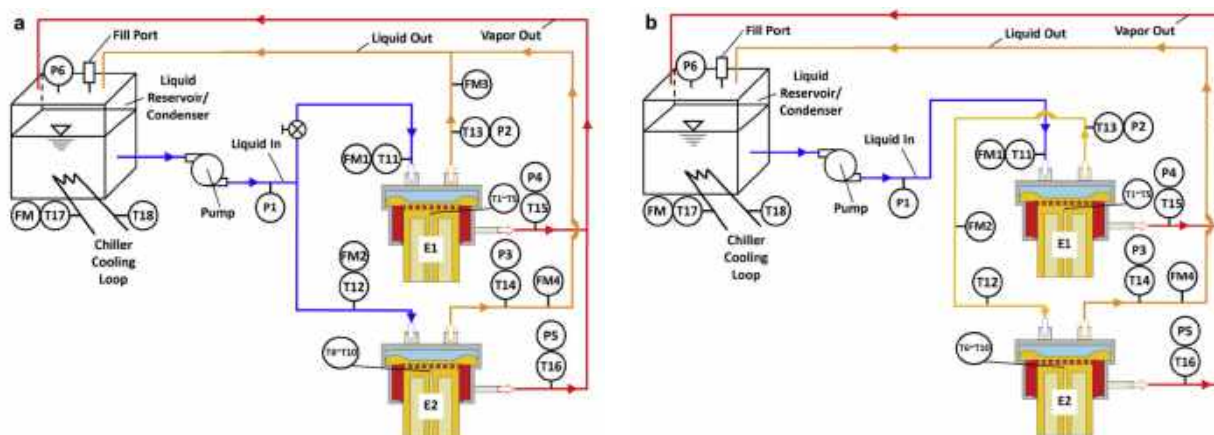 a
Fill Port
Liquid Out
Vapor Out
P6
FM3
Liquid
Reservoir/
Condenser
T13
P2
Liquid In
FM1
T11
P4
T1~T5
T15
FM
T17
T18
Pump
P1
E1
Chiller
Cooling
Loop
FM2
P3
T12
T14
FM4
P5
T6~T10
T16
E2
b
Fill Port
Liquid Out
Vapor Out
P6
Liquid
Reservoir/
Condenser
T13
P2
Liquid In
FM1
T11
P4
T1~T5
T15
FM
T17
T18
Pump
P1
FM2
E1
Chiller
Cooling
Loop
P3
T12
T14
FM4
P5
T6~T10
T16
E2